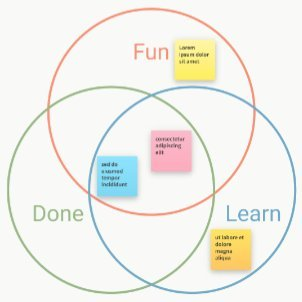 Fun
Lorem
ipsum dolor
sit amet
consectetur
adipiscing
elit
sed do
eiusmod
tempor
incididunt
Done
Learn
ut labore et
dolore
magna
aliqua